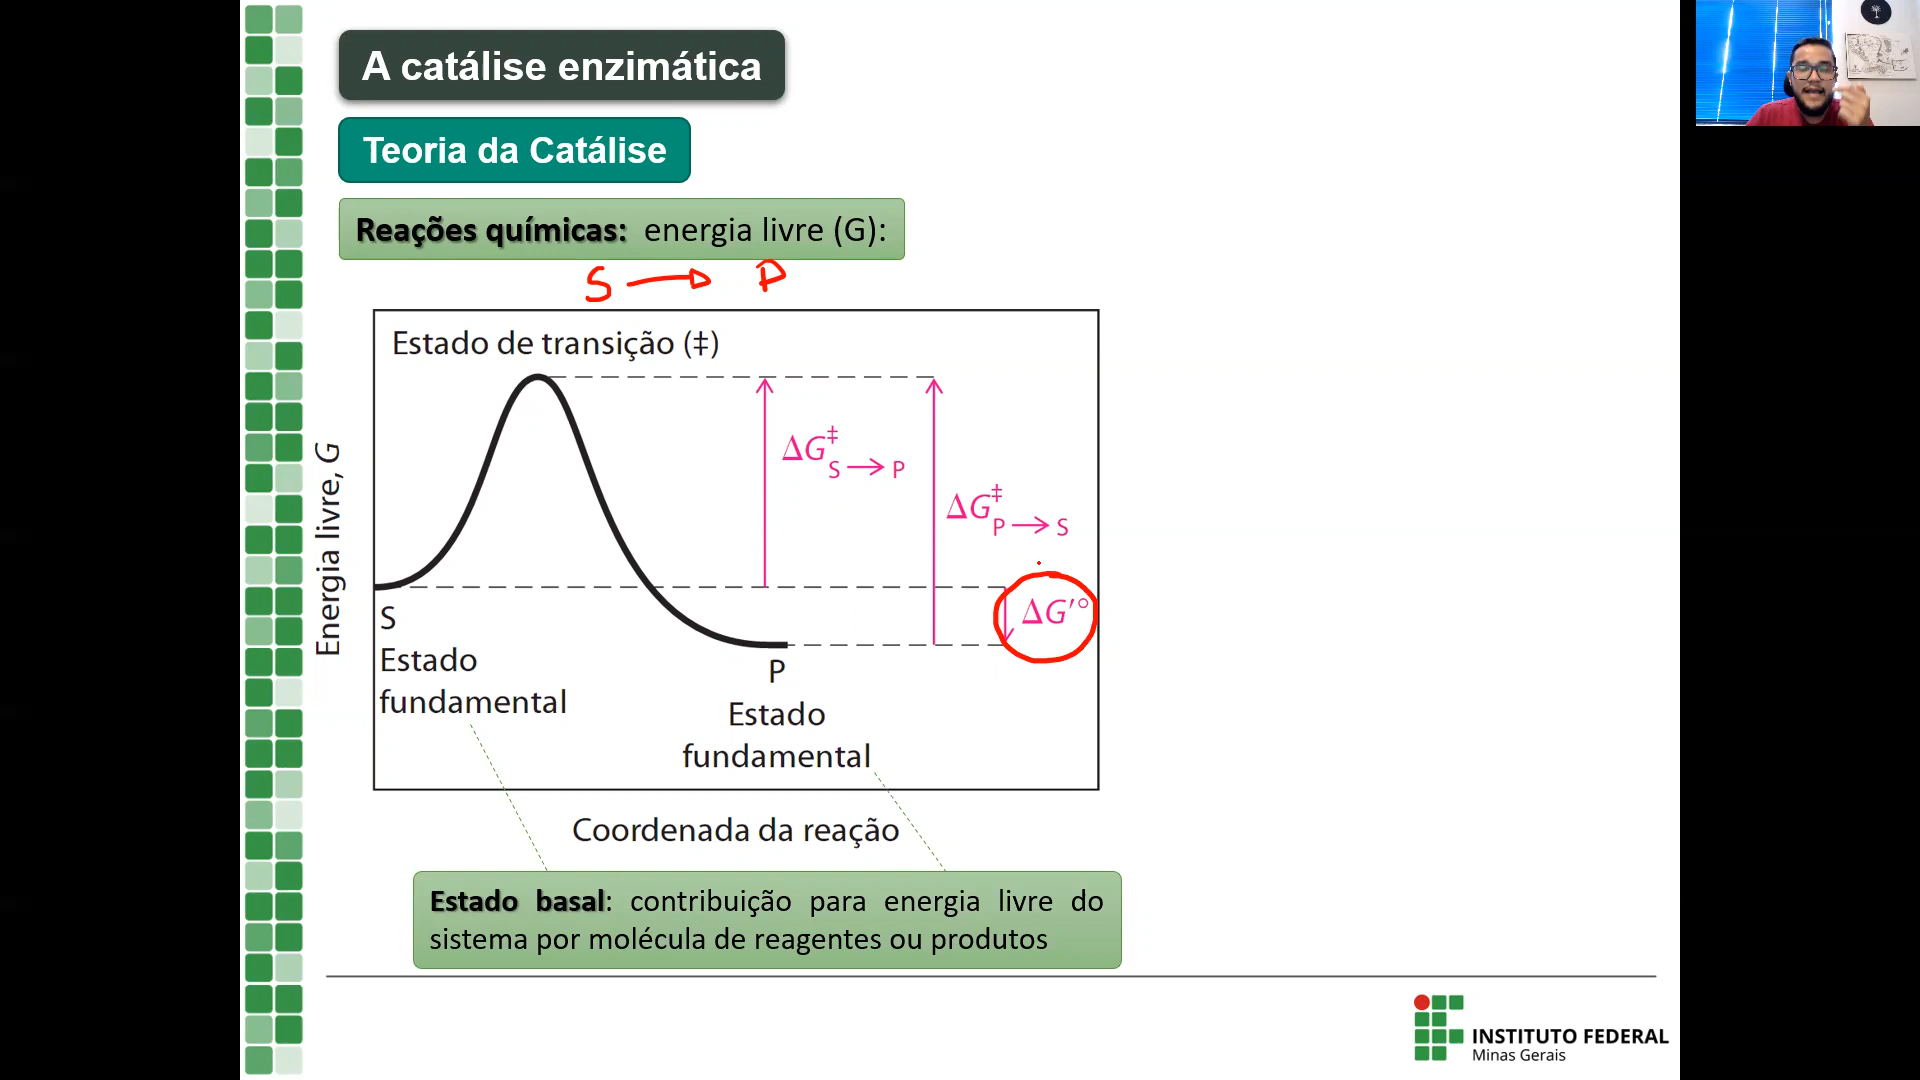 A catálise enzimática
Teoria da Catálise
Reações químicas: energia livre (G):
S → P
Estado de transição (‡)
ΔG‡ S → P
ΔG‡ P → S
ΔG′°
Energia livre, G
S
Estado
fundamental
P
Estado
fundamental
Coordenada da reação
Estado basal: contribuição para energia livre do
sistema por molécula de reagentes ou produtos
INSTITUTO FEDERAL
Minas Gerais